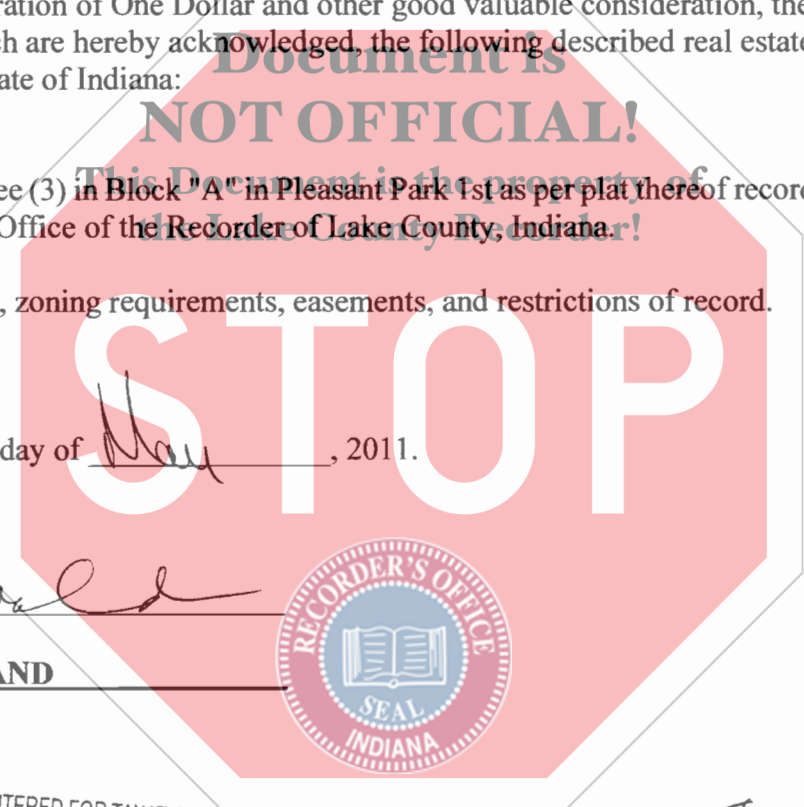 ration of One Dollar and other good valuable consideration, the
ch are hereby acknowledged, the following described real estate
ate of Indiana:
Document is
NOT OFFICIAL!
This Document is the property of
the Lake County Recorder!
ee (3) in Block "A" in Pleasant Park 1st as per plat thereof record
Office of the Recorder of Lake County, Indiana.
, zoning requirements, easements, and restrictions of record.
STOP
day of May, 2011.
AND
RECORDER'S OFFICE
SEAL
INDIANA